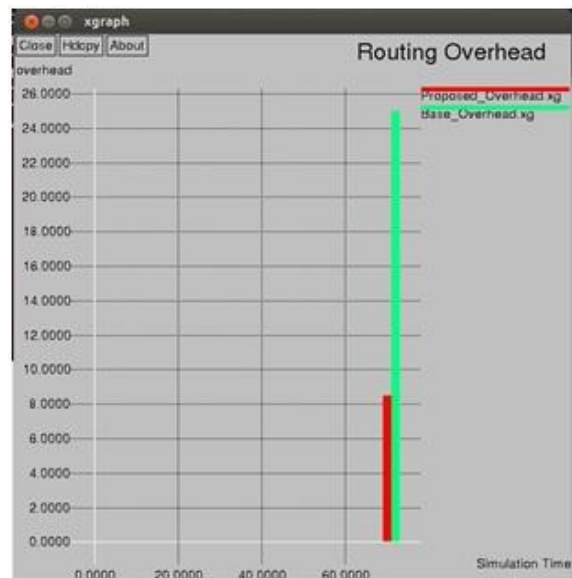 xgraph
Close Hdcpy About
Routing Overhead
overhead
Proposed_Overhead.xg
Base_Overhead.xg
26.0000
24.0000
22.0000
20.0000
18.0000
16.0000
14.0000
12.0000
10.0000
8.0000
6.0000
4.0000
2.0000
0.0000
Simulation Time
0.0000 20.0000 40.0000 60.0000